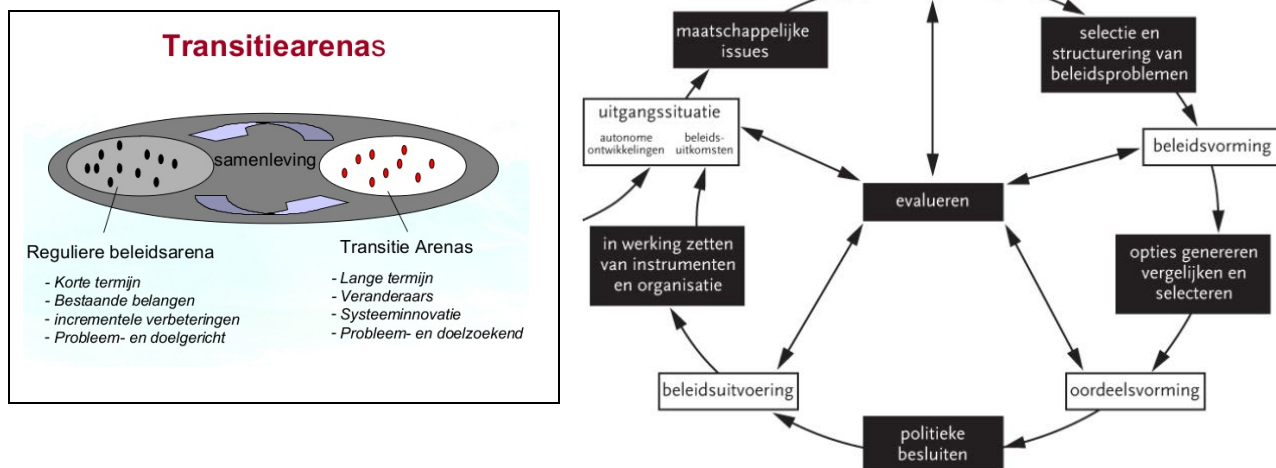 Transitiearenas
samenleving
Reguliere beleidsarena
- Korte termijn
- Bestaande belangen
- incrementele verbeteringen
- Probleem- en doelgericht
Transitie Arenas
- Lange termijn
- Veranderaars
- Systeeminnovatie
- Probleem- en doelzoekend
maatschappelijke
issues
selectie en
structurering van
beleidsproblemen
uitgangssituatie
autonome
ontwikkelingen
beleids-
uitkomsten
beleidsvorming
evalueren
in werking zetten
van instrumenten
en organisatie
opties genereren
vergelijken en
selecteren
beleidsuitvoering
oordeelsvorming
politieke
besluiten